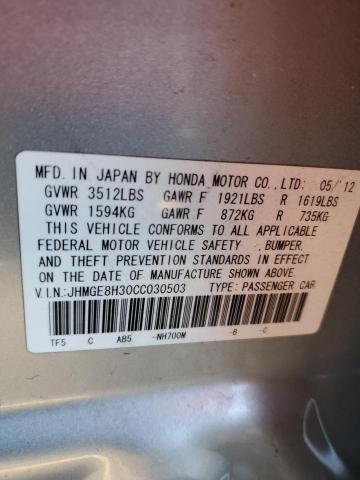 MFD. IN JAPAN BY HONDA MOTOR CO., LTD. 05/'12
GVWR 3512LBS GAWR F 1921LBS R 1619LBS
GVWR 1594KG GAWR F 872KG R 735KG
THIS VEHICLE CONFORMS TO ALL APPLICABLE
FEDERAL MOTOR VEHICLE SAFETY , BUMPER,
AND THEFT PREVENTION STANDARDS IN EFFECT
ON THE DATE OF MANUFACTURE SHOWN ABOVE.
V.I.N.:JHMGE8H30CC030503 TYPE: PASSENGER CAR
TF5 C AB5 -NH700M -B -C